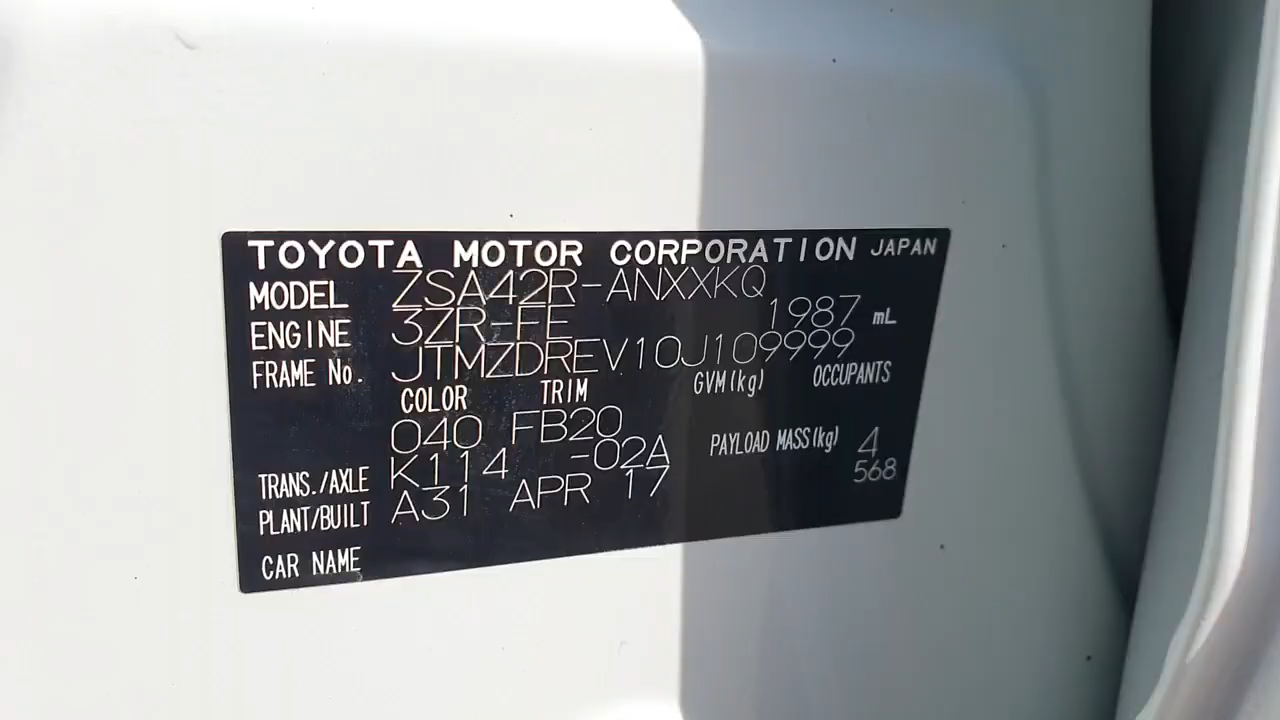 TOYOTA MOTOR CORPORATION JAPAN
MODEL ZSA42R-ANXXKQ
ENGINE 3ZR-FE 1987 mL
FRAME No. JTMZDREV10J109999
COLOR TRIM GVM(kg) OCCUPANTS
040 FB20
PAYLOAD MASS(kg) 4
TRANS./AXLE K114 -02A 568
PLANT/BUILT A31 APR 17
CAR NAME